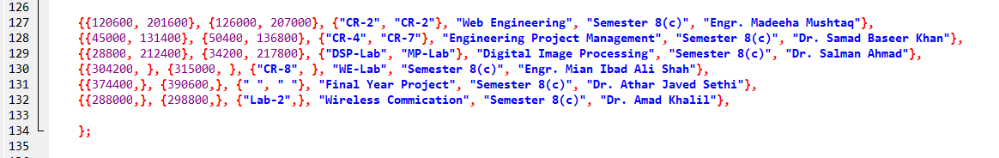 126
127 {{120600, 201600}, {126000, 207000}, {"CR-2", "CR-2"}, "Web Engineering", "Semester 8(c)", "Engr. Madeeha Mushtaq"},
128 {{45000, 131400}, {50400, 136800}, {"CR-4", "CR-7"}, "Engineering Project Management", "Semester 8(c)", "Dr. Samad Baseer Khan"},
129 {{28800, 212400}, {34200, 217800}, {"DSP-Lab", "MP-Lab"}, "Digital Image Processing", "Semester 8(c)", "Dr. Salman Ahmad"},
130 {{304200, }, {315000, }, {"CR-8", }, "WE-Lab", "Semester 8(c)", "Engr. Mian Ibad Ali Shah"},
131 {{374400,}, {390600,}, {" ", " "}, "Final Year Project", "Semester 8(c)", "Dr. Athar Javed Sethi"},
132 {{288000,}, {298800,}, {"Lab-2",}, "Wireless Commication", "Semester 8(c)", "Dr. Amad Khalil"},
133
134 };
135